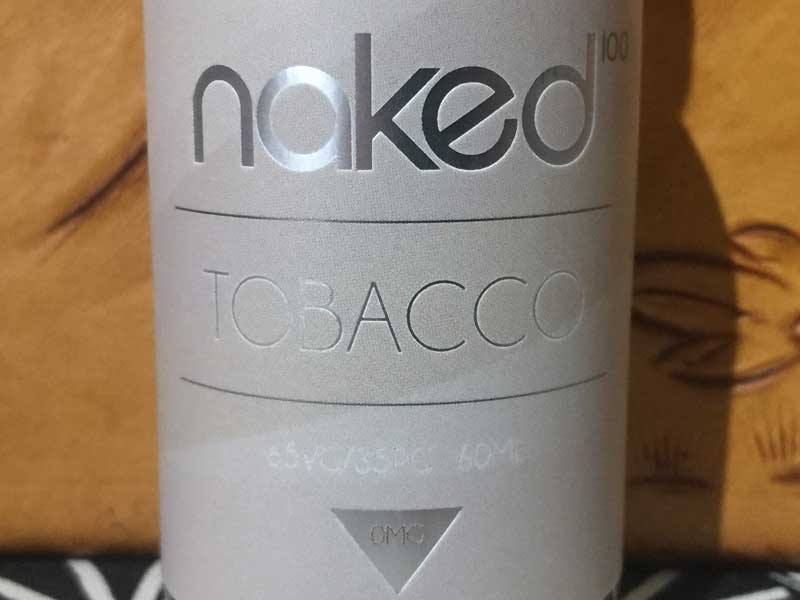 naked 100
TOBACCO
65VG/35PG 60ML
0MG